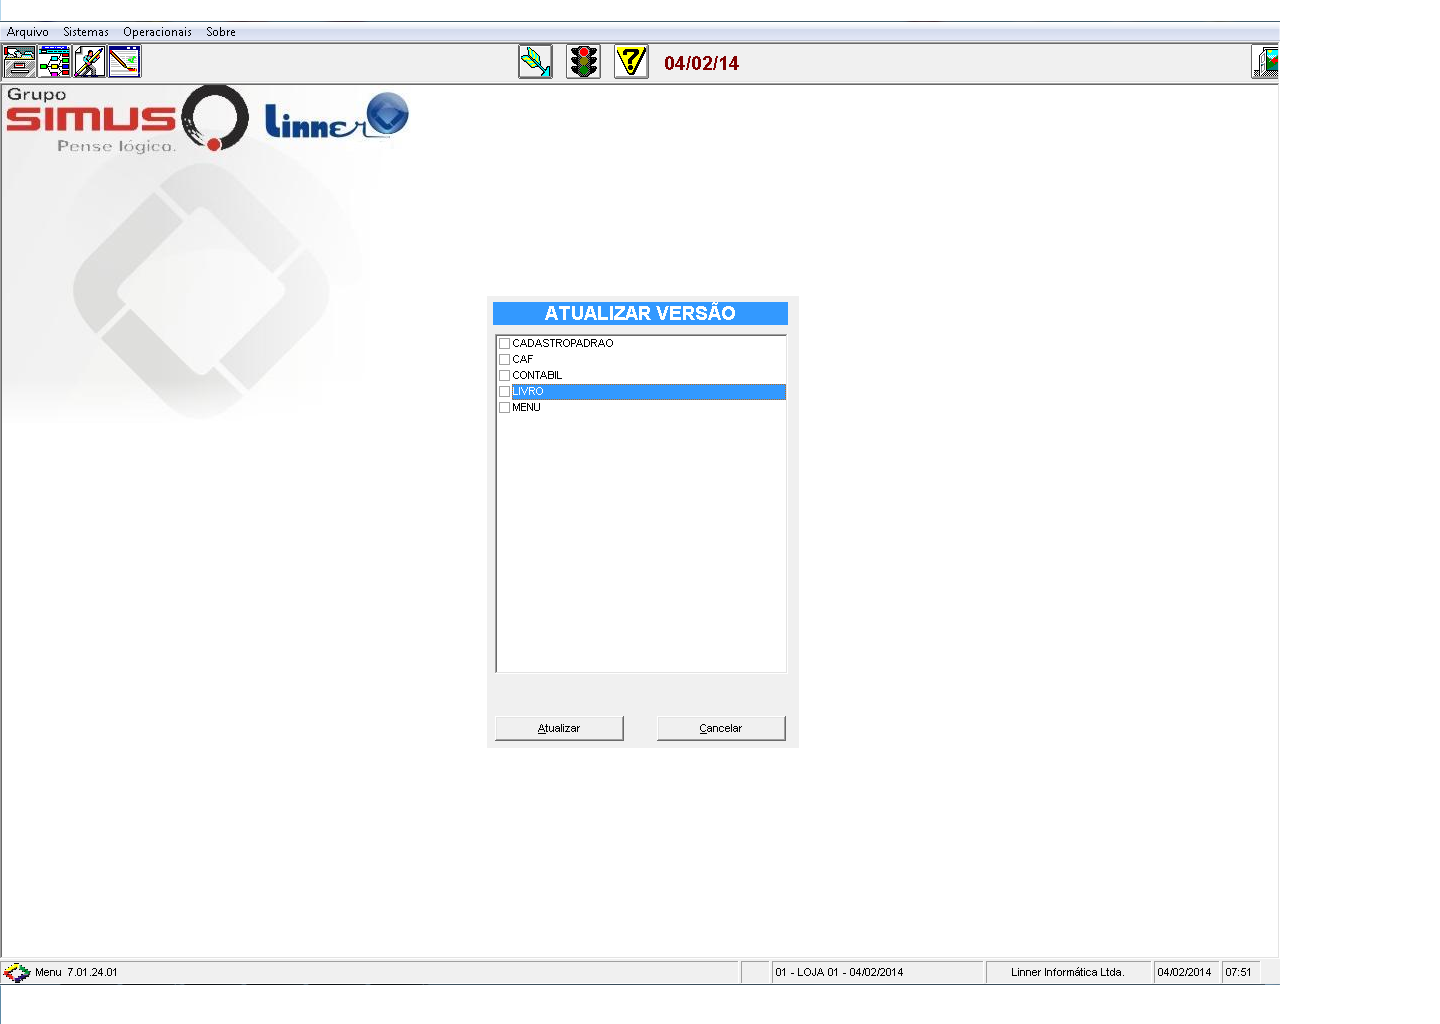 Arquivo Sistemas Operacionais Sobre
04/02/14
Grupo
SIMUS
Pense lógico.
Linner
ATUALIZAR VERSÃO
CADASTROPADRAO
CAF
CONTABIL
LIVRO
MENU
Atualizar Cancelar
Menu 7.01.24.01 01 - LOJA 01 - 04/02/2014 Linner Informática Ltda. 04/02/2014 07:51